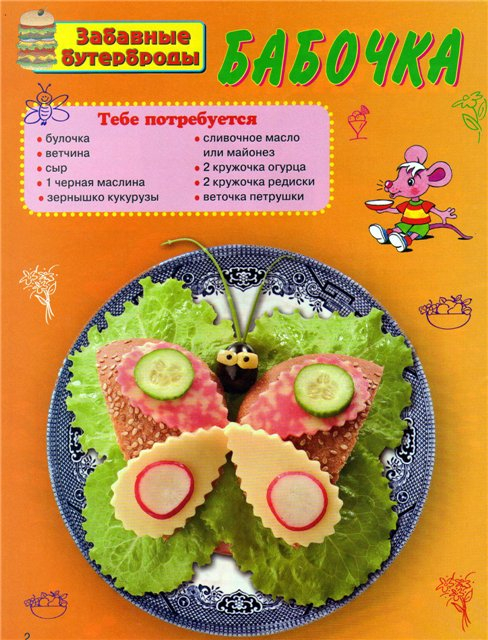 Забавные
бутерброды
БАБОЧКА
Тебе потребуется
• булочка
• ветчина
• сыр
• 1 черная маслина
• зернышко кукурузы
• сливочное масло
или майонез
• 2 кружочка огурца
• 2 кружочка редиски
• веточка петрушки
2